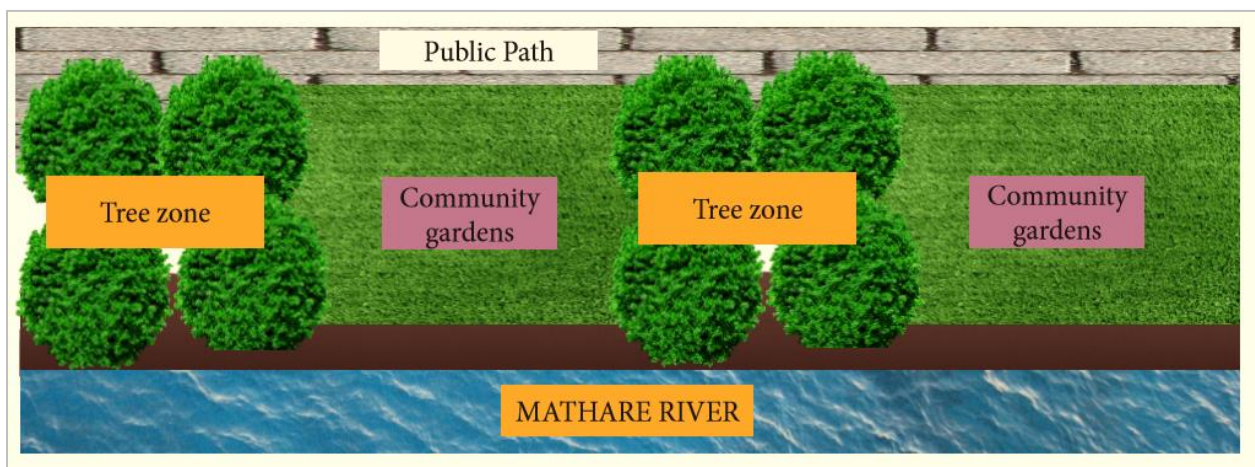 Public Path
Tree zone
Community
gardens
Tree zone
Community
gardens
MATHARE RIVER